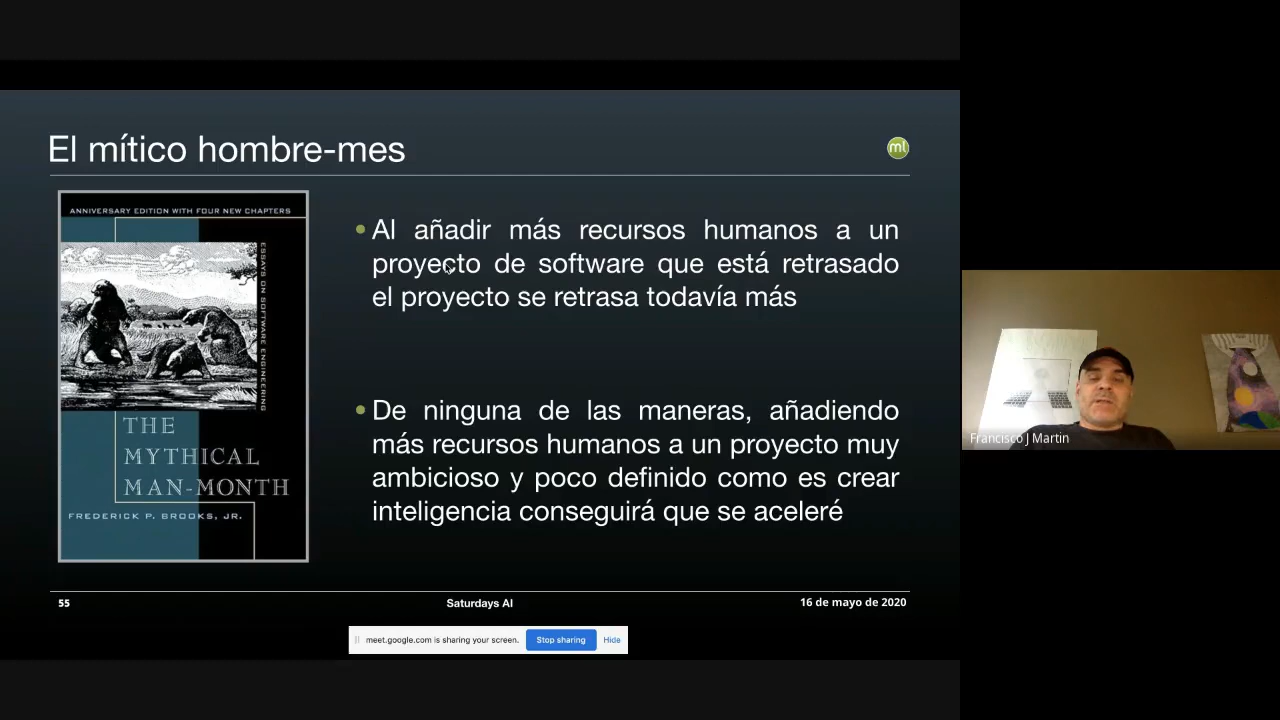 El mítico hombre-mes
ml
ANNIVERSARY EDITION WITH FOUR NEW CHAPTERS
ESSAYS ON SOFTWARE ENGINEERING
THE
MYTHICAL
MAN-MONTH
FREDERICK P. BROOKS, JR.
• Al añadir más recursos humanos a un
proyecto de software que está retrasado
el proyecto se retrasa todavía más
• De ninguna de las maneras, añadiendo
más recursos humanos a un proyecto muy
ambicioso y poco definido como es crear
inteligencia conseguirá que se aceleré
55
Saturdays AI
16 de mayo de 2020
meet.google.com is sharing your screen.
Stop sharing
Hide
Francisco J Martin